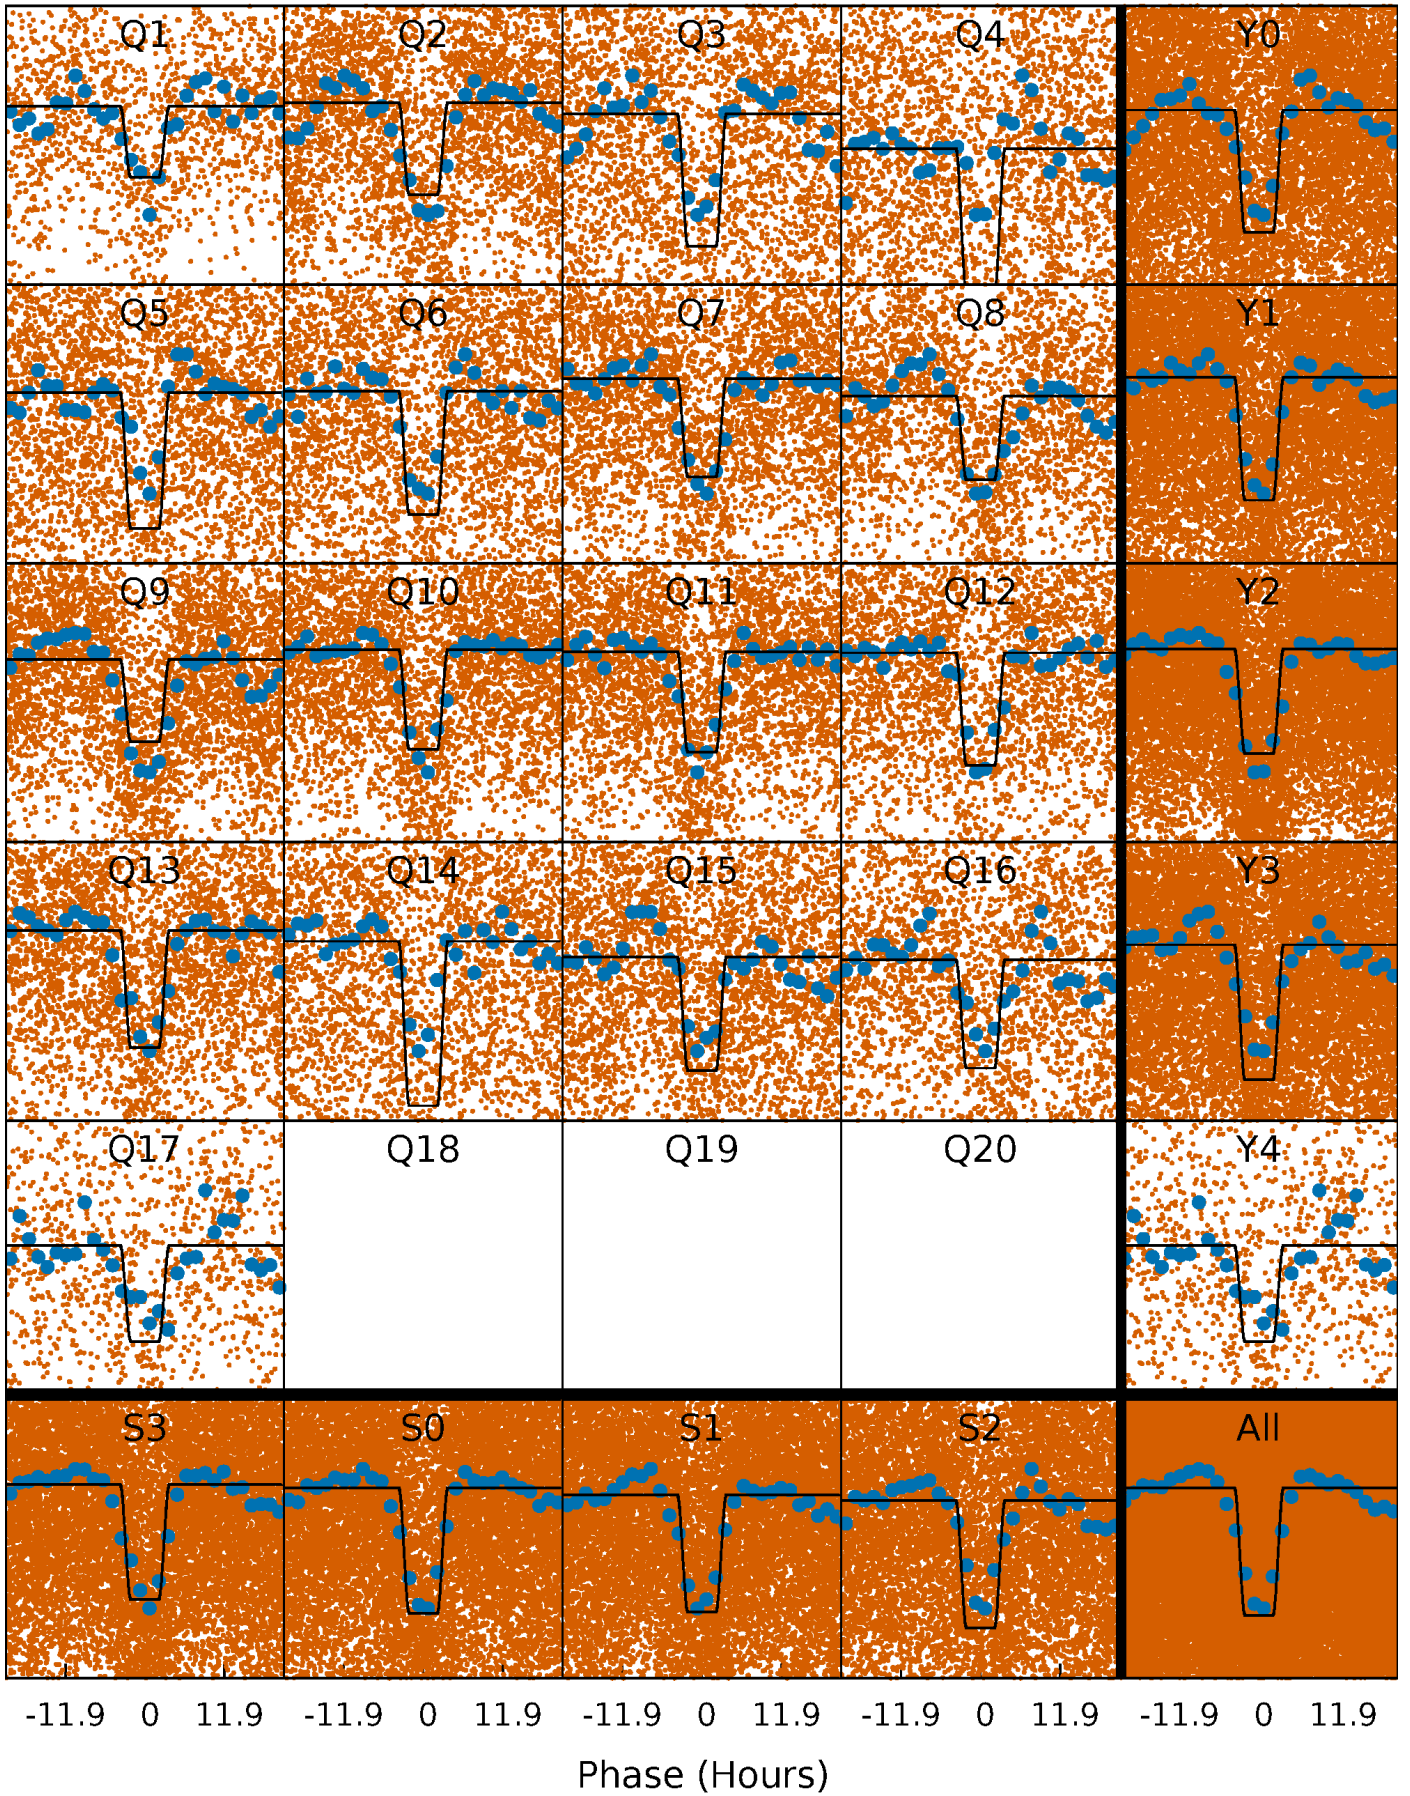 Q1 Q2 Q3 Q4 Y0
Q5 Q6 Q7 Q8 Y1
Q9 Q10 Q11 Q12 Y2
Q13 Q14 Q15 Q16 Y3
Q17 Q18 Q19 Q20 Y4
S3 S0 S1 S2 All
-11.9 0 11.9 -11.9 0 11.9 -11.9 0 11.9 -11.9 0 11.9 -11.9 0 11.9
Phase (Hours)